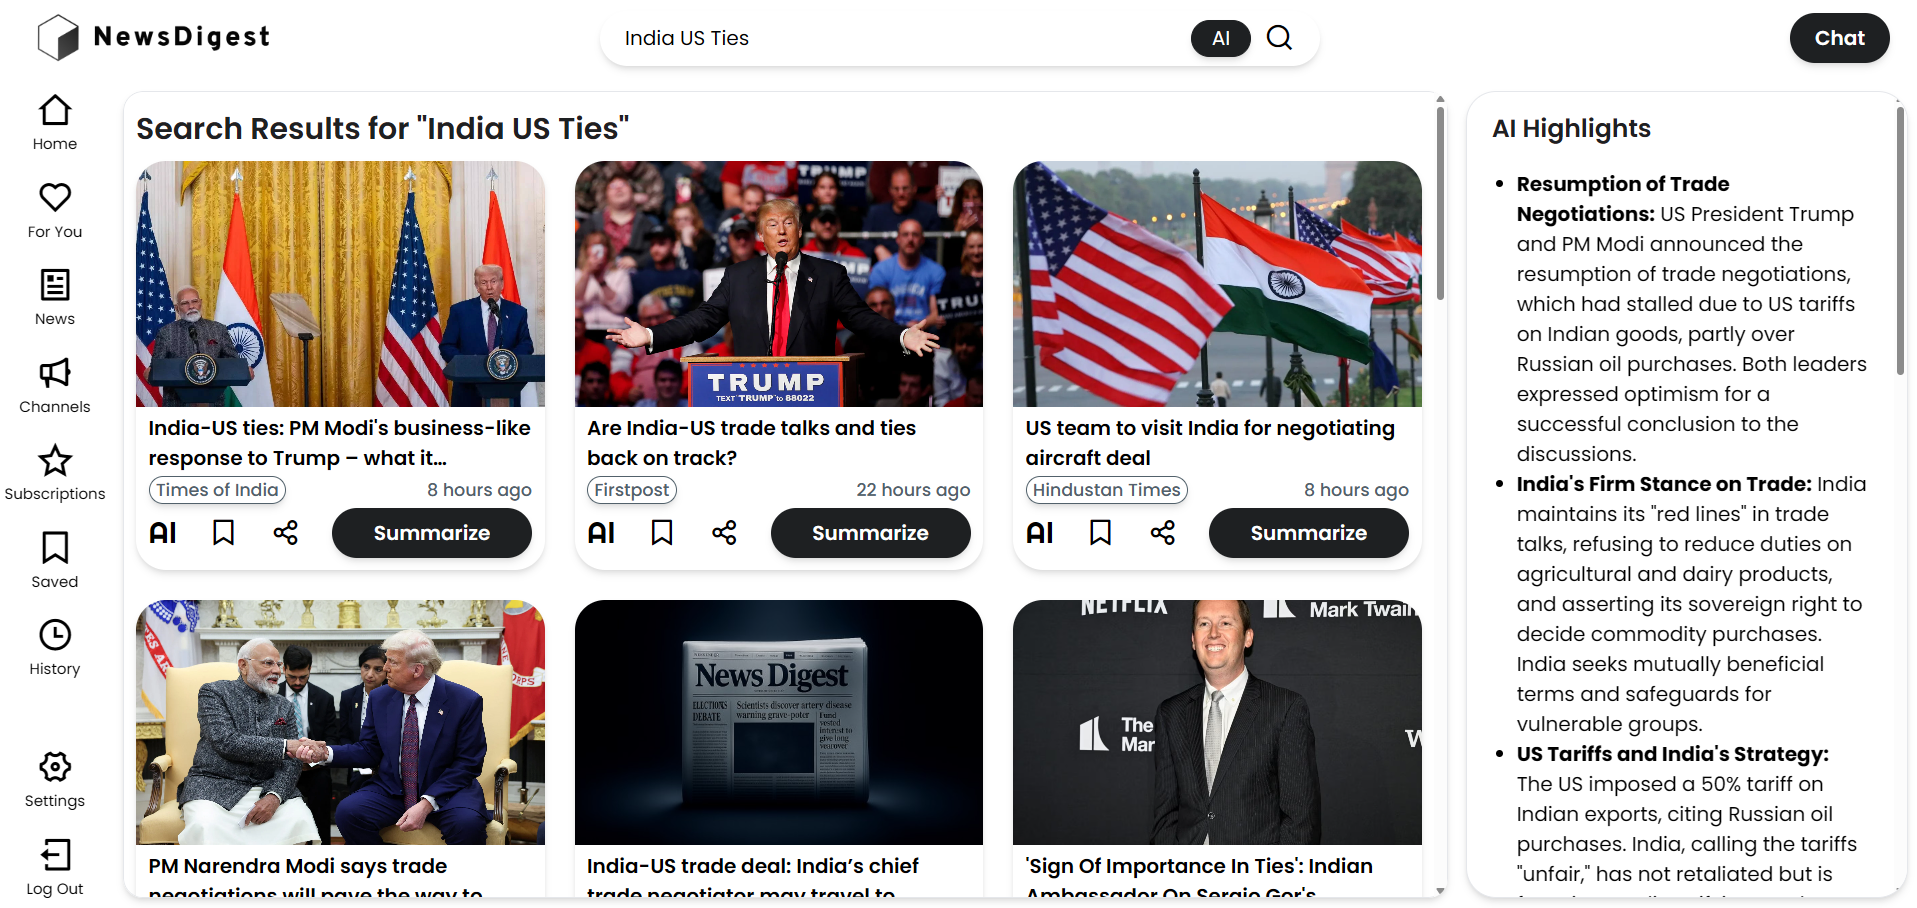 NewsDigest
India US Ties
AI
Chat
Home
For You
News
Channels
Subscriptions
Saved
History
Settings
Log Out
Search Results for "India US Ties"
India-US ties: PM Modi's business-like
response to Trump – what it...
Times of India
8 hours ago
AI
Summarize
TRUMP
TRU
TRUMP
TEXT 'TRUMP' to 88022
Are India-US trade talks and ties
back on track?
Firstpost
22 hours ago
AI
Summarize
US team to visit India for negotiating
aircraft deal
Hindustan Times
8 hours ago
AI
Summarize
PM Narendra Modi says trade
negotiations will pave the way to
News Digest
ELECTIONS
DEBATE
Scientists discover artery disease
warning grave-poter
Fund
vested
interest to
give long
yenrover
India-US trade deal: India’s chief
trade negotiator may travel to
NETFLIX
Mark Twain
The
Mar
W
'Sign Of Importance In Ties': Indian
Ambassador On Sergio Gor's
AI Highlights
Resumption of Trade
Negotiations: US President Trump
and PM Modi announced the
resumption of trade negotiations,
which had stalled due to US tariffs
on Indian goods, partly over
Russian oil purchases. Both leaders
expressed optimism for a
successful conclusion to the
discussions.
India's Firm Stance on Trade: India
maintains its "red lines" in trade
talks, refusing to reduce duties on
agricultural and dairy products,
and asserting its sovereign right to
decide commodity purchases.
India seeks mutually beneficial
terms and safeguards for
vulnerable groups.
US Tariffs and India's Strategy:
The US imposed a 50% tariff on
Indian exports, citing Russian oil
purchases. India, calling the tariffs
"unfair," has not retaliated but is